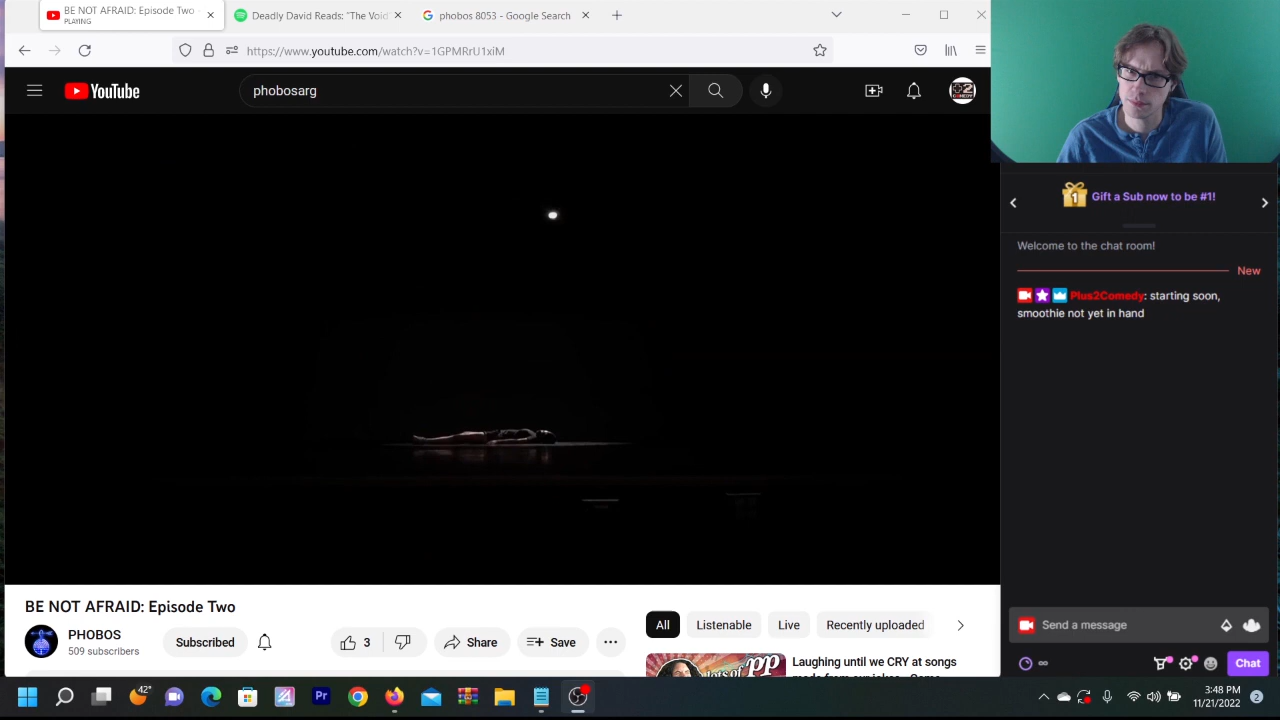 BE NOT AFRAID: Episode Two
PLAYING
Deadly David Reads: "The Void
phobos 8053 - Google Search
https://www.youtube.com/watch?v=1GPMRrU1xiM
YouTube
phobosarg
1
Gift a Sub now to be #1!
Welcome to the chat room!
New
Plus2Comedy: starting soon,
smoothie not yet in hand
BE NOT AFRAID: Episode Two
PHOBOS
509 subscribers
Subscribed
3
Share
Save
All
Listenable
Live
Recently uploaded
Laughing until we CRY at songs
Send a message
Chat
42°
Pr
3:48 PM
11/21/2022
2